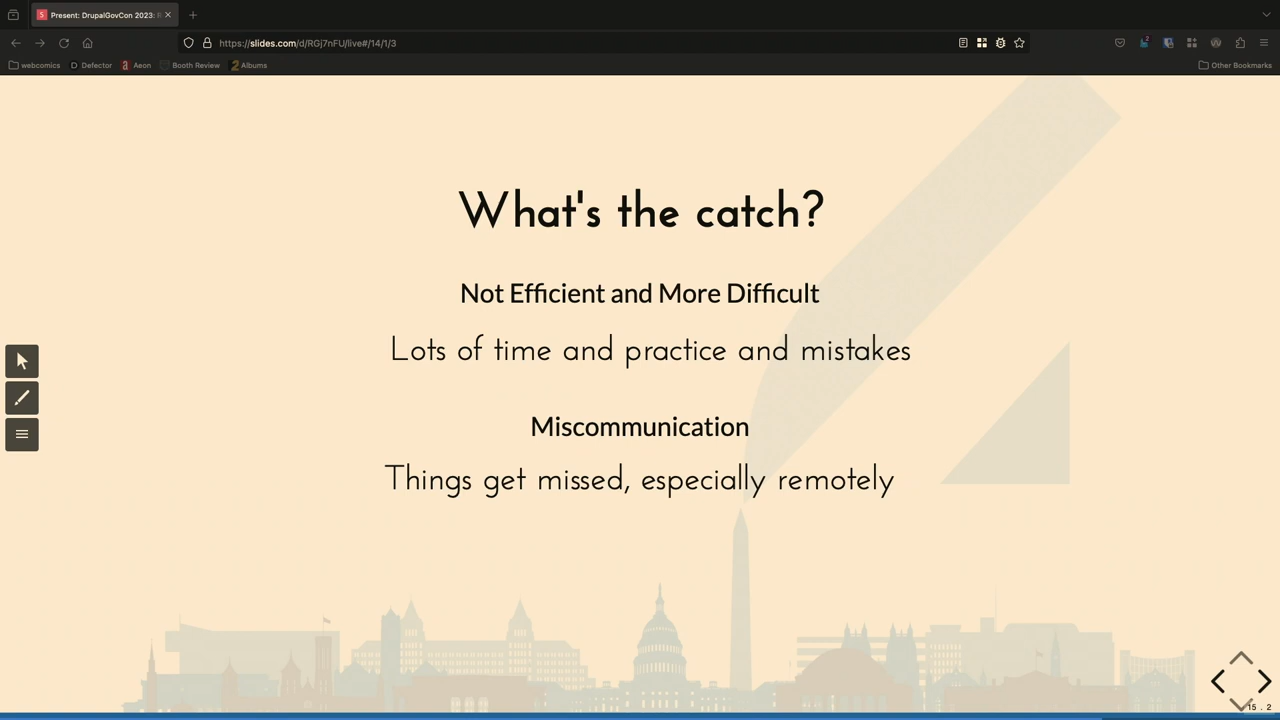 Present: DrupalGovCon 2023:
https://slides.com/d/RGj7nFU/live#/14/1/3
webcomics
Defector
Aeon
Booth Review
Albums
Other Bookmarks
What's the catch?
Not Efficient and More Difficult
Lots of time and practice and mistakes
Miscommunication
Things get missed, especially remotely
15 . 2